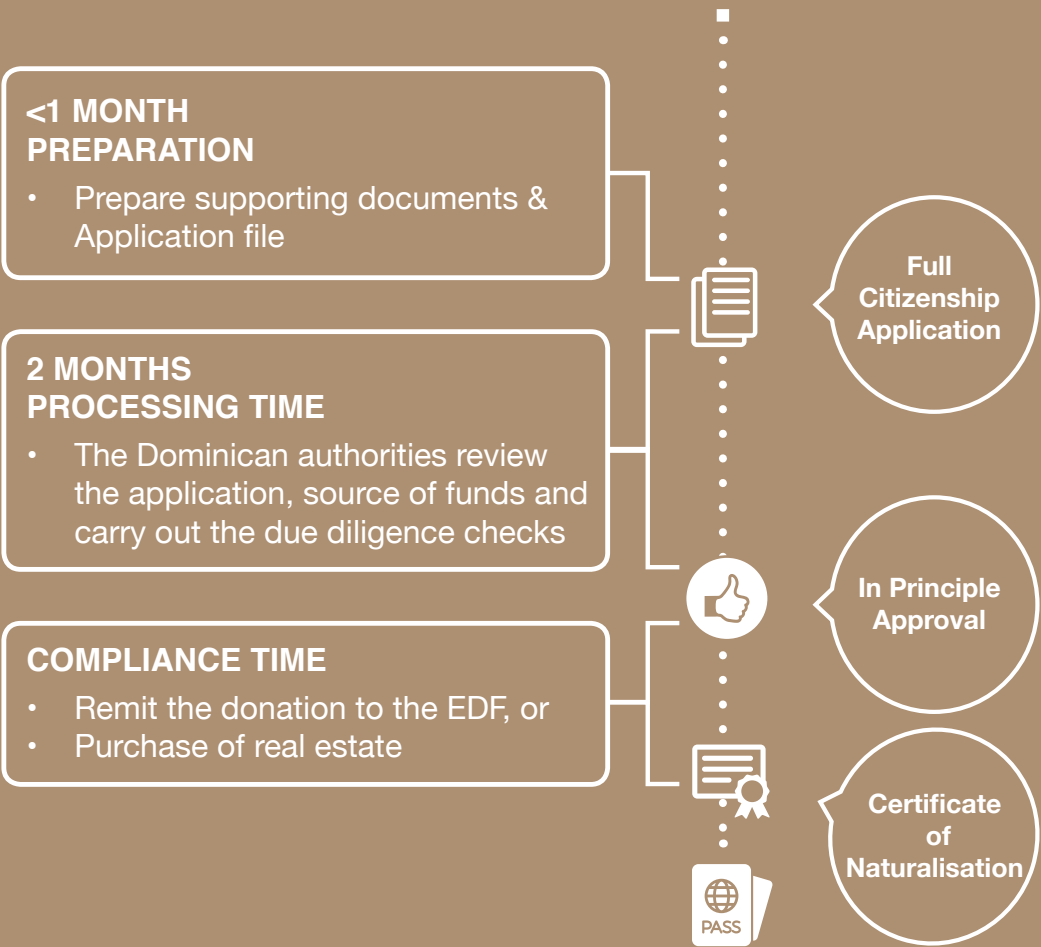 <1 MONTH
PREPARATION
• Prepare supporting documents &
Application file
Full
Citizenship
Application
2 MONTHS
PROCESSING TIME
• The Dominican authorities review
the application, source of funds and
carry out the due diligence checks
In Principle
Approval
COMPLIANCE TIME
• Remit the donation to the EDF, or
• Purchase of real estate
Certificate
of
Naturalisation
PASS